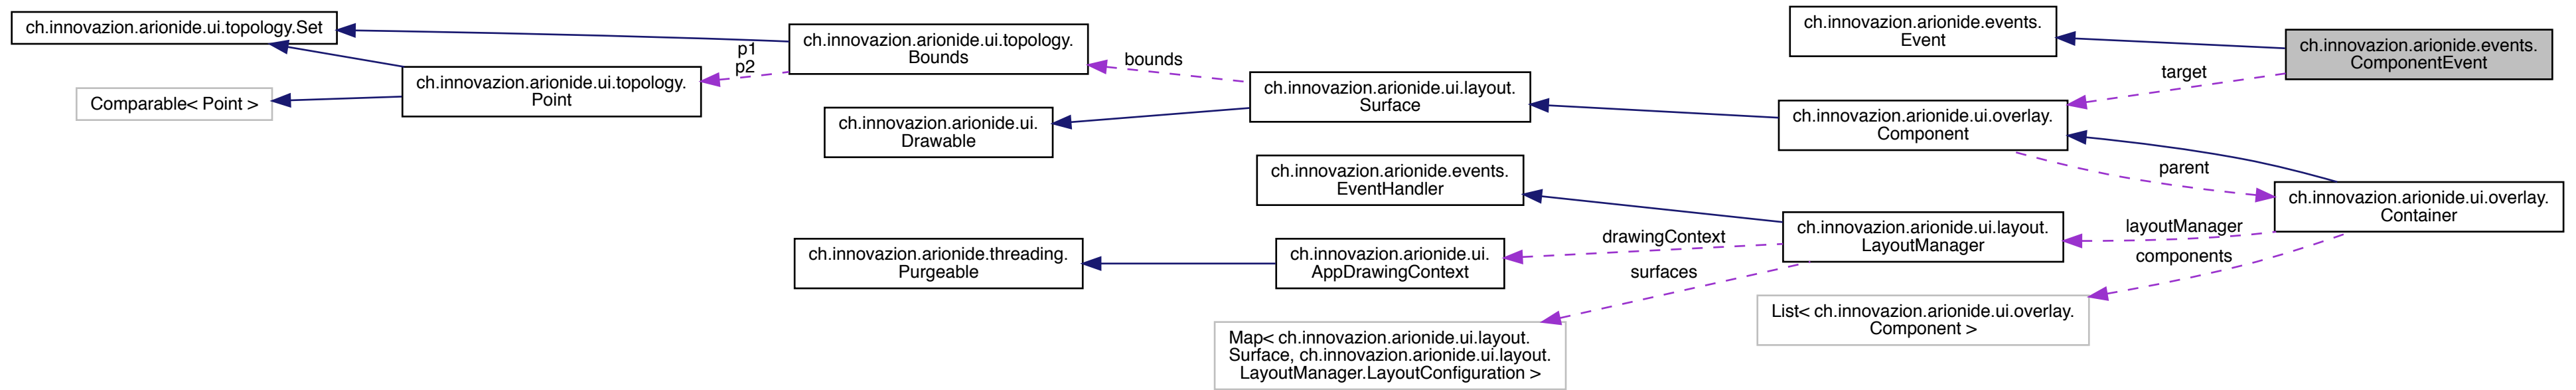 ch.innovazion.arionide.ui.topology.Set
p1
p2
ch.innovazion.arionide.ui.topology.
Bounds
bounds
ch.innovazion.arionide.events.
Event
ch.innovazion.arionide.events.
ComponentEvent
target
ch.innovazion.arionide.ui.topology.
Point
Comparable< Point >
ch.innovazion.arionide.ui.layout.
Surface
ch.innovazion.arionide.ui.
Drawable
ch.innovazion.arionide.ui.overlay.
Component
parent
ch.innovazion.arionide.events.
EventHandler
ch.innovazion.arionide.ui.overlay.
Container
ch.innovazion.arionide.ui.layout.
LayoutManager
layoutManager
components
drawingContext
surfaces
ch.innovazion.arionide.threading.
Purgeable
ch.innovazion.arionide.ui.
AppDrawingContext
List< ch.innovazion.arionide.ui.overlay.
Component >
Map< ch.innovazion.arionide.ui.layout.
Surface, ch.innovazion.arionide.ui.layout.
LayoutManager.LayoutConfiguration >